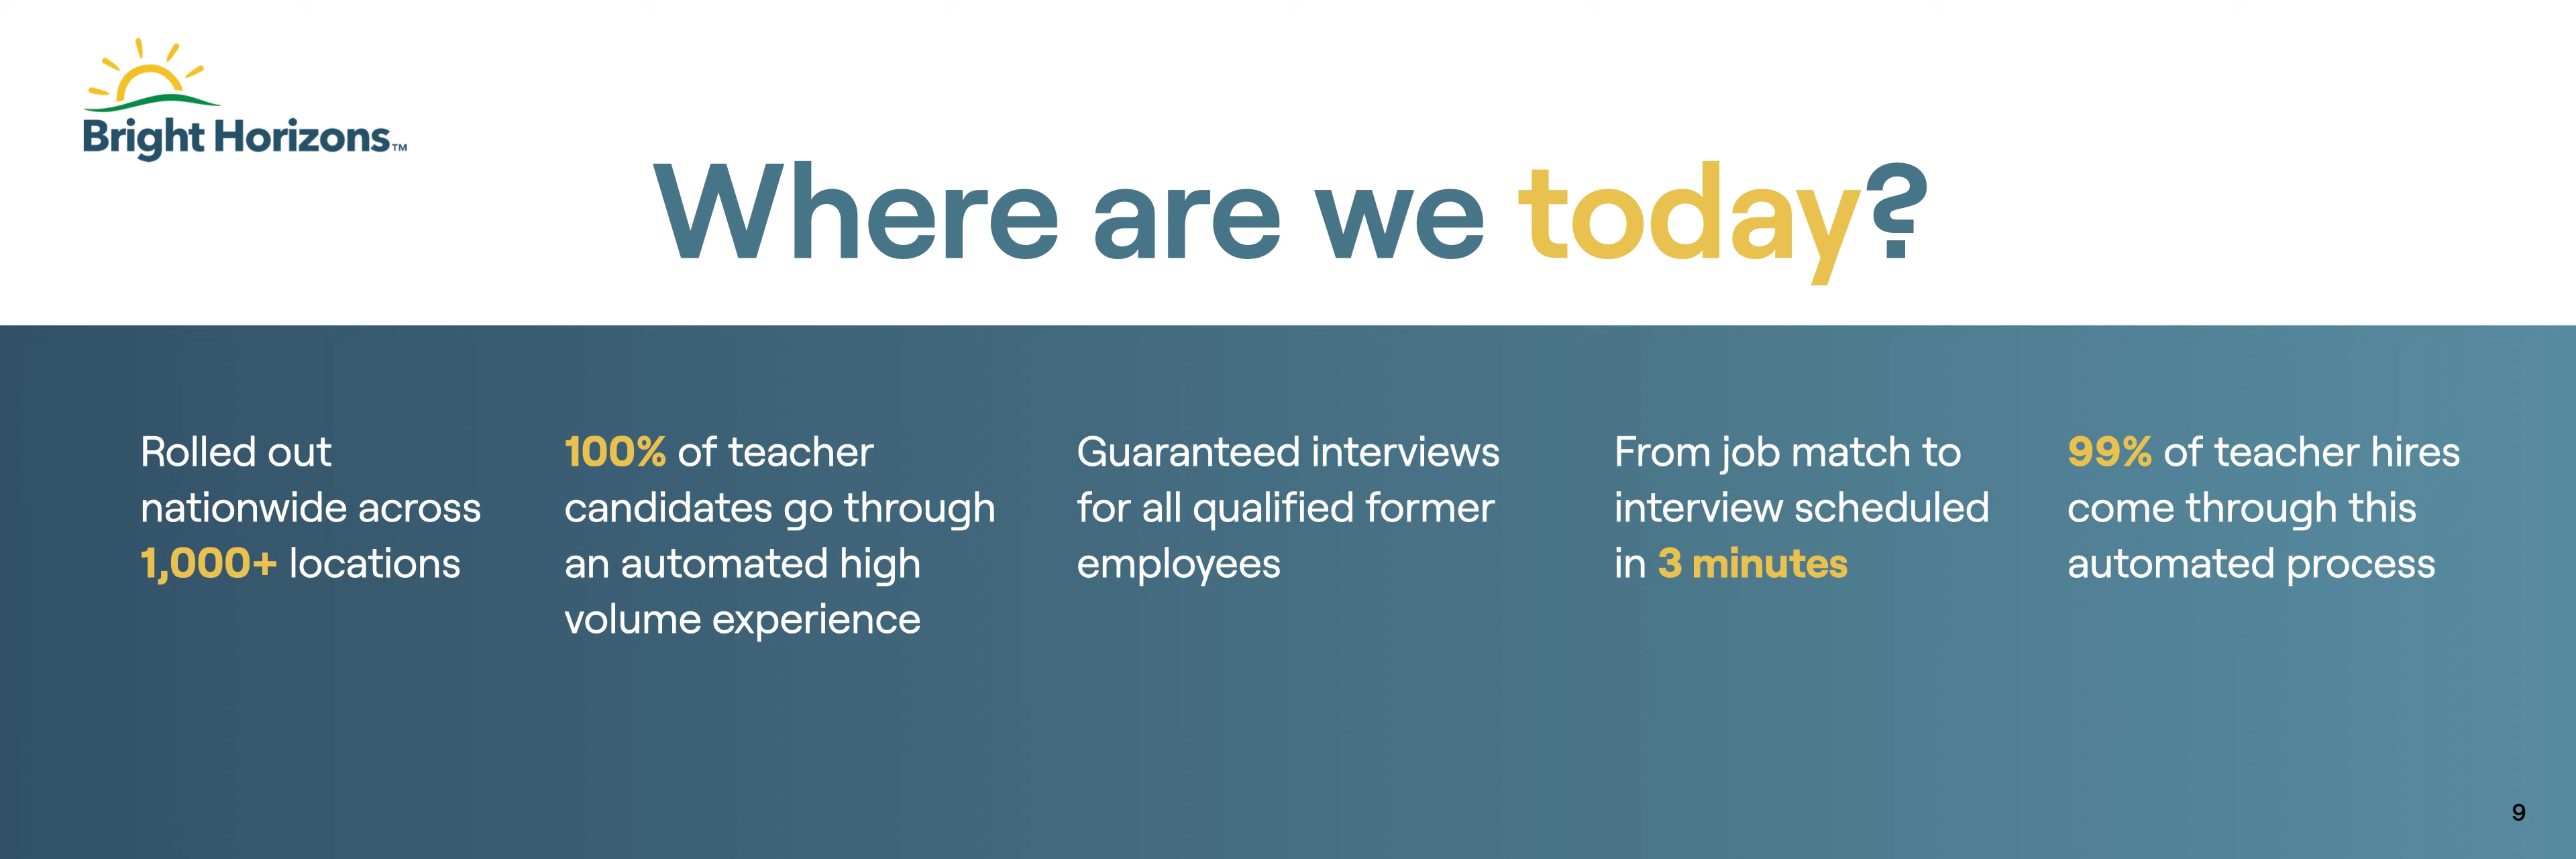 Bright Horizons™
Where are we today?
Rolled out
nationwide across
1,000+ locations
100% of teacher
candidates go through
an automated high
volume experience
Guaranteed interviews
for all qualified former
employees
From job match to
interview scheduled
in 3 minutes
99% of teacher hires
come through this
automated process
9